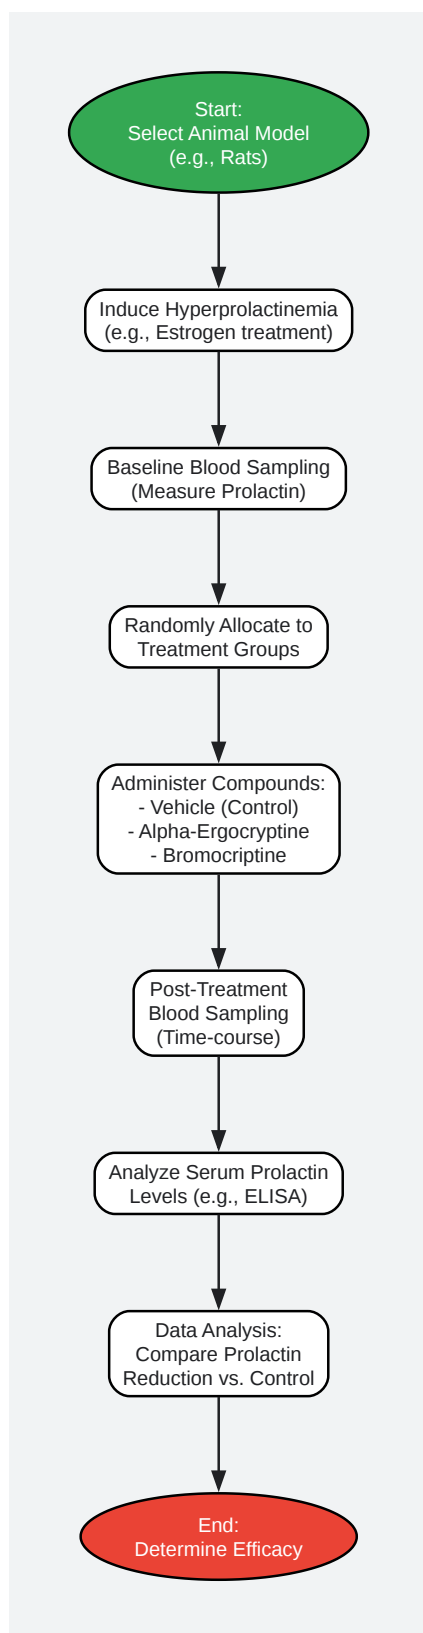 Start:
Select Animal Model
(e.g., Rats)
Induce Hyperprolactinemia
(e.g., Estrogen treatment)
Baseline Blood Sampling
(Measure Prolactin)
Randomly Allocate to
Treatment Groups
Administer Compounds:
- Vehicle (Control)
- Alpha-Ergocryptine
- Bromocriptine
Post-Treatment
Blood Sampling
(Time-course)
Analyze Serum Prolactin
Levels (e.g., ELISA)
Data Analysis:
Compare Prolactin
Reduction vs. Control
End:
Determine Efficacy